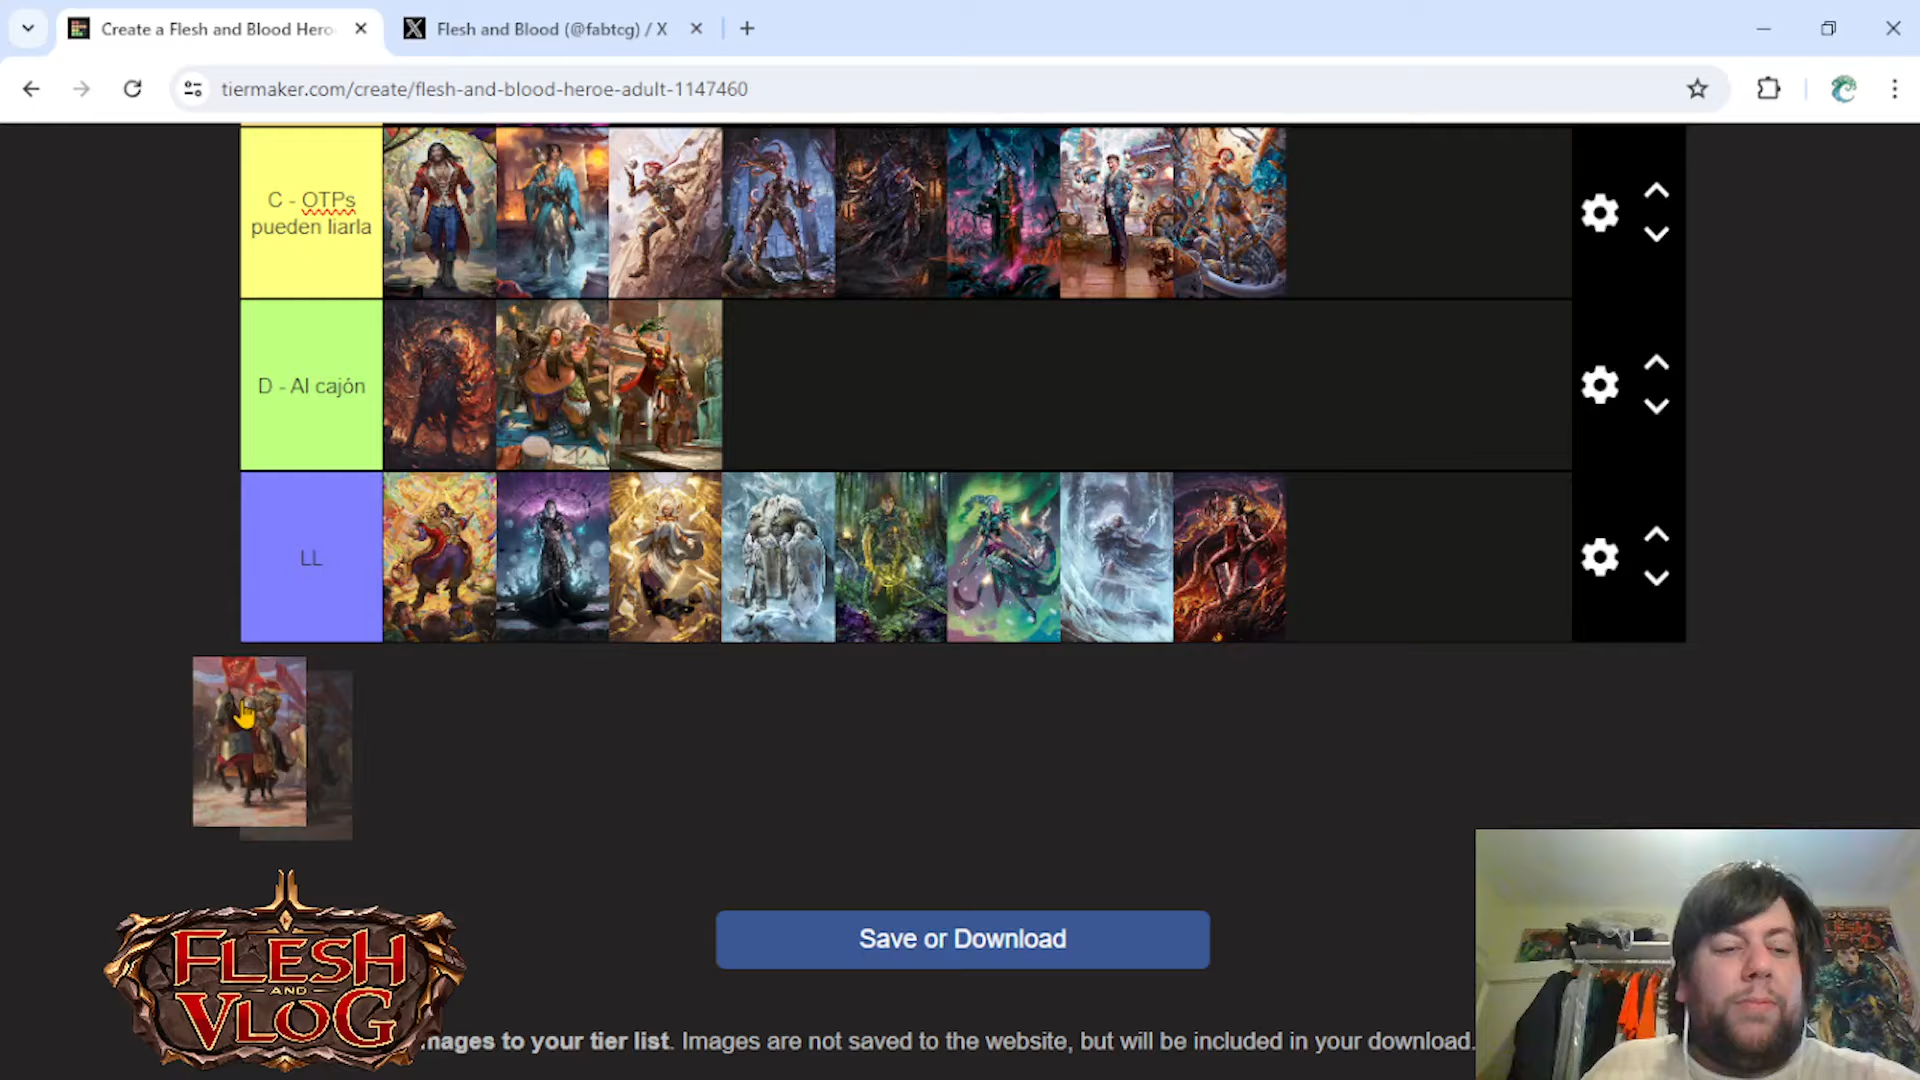 Create a Flesh and Blood Hero
Flesh and Blood (@fabtcg) / X
tiermaker.com/create/flesh-and-blood-heroe-adult-1147460
C - OTPs
pueden liarla
D - Al cajón
LL
Save or Download
FLESH
AND
VLOG
mages to your tier list. Images are not saved to the website, but will be included in your download.